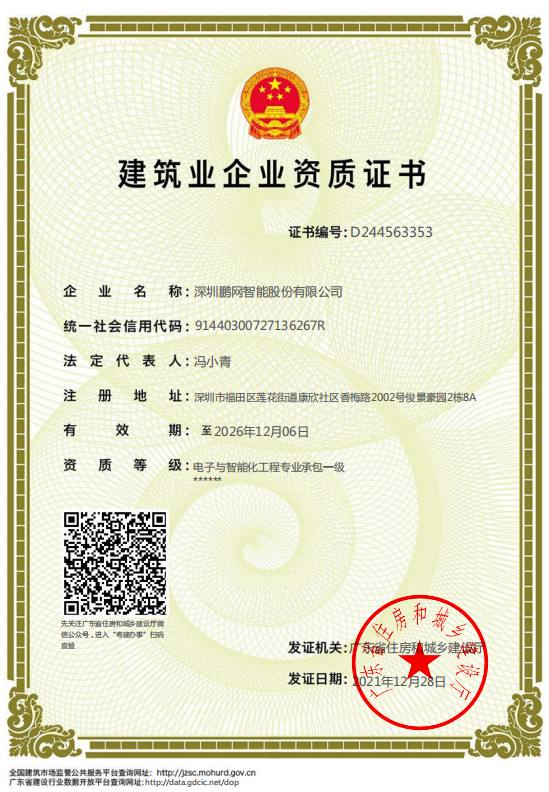 建筑业企业资质证书
证书编号：D244563353
企业名称：深圳鹏网智能股份有限公司
统一社会信用代码：91440300727136267R
法定代表人：冯小青
注册地址：深圳市福田区莲花街道康欣社区香梅路2002号俊景豪园2栋8A
有效期：至2026年12月06日
资质等级：电子与智能化工程专业承包一级
******
先关注广东省住房和城乡建设厅微
信公众号，进入“粤建办事”扫码
查验
发证机关：广东省住房和城乡建设厅
发证日期：2021年12月28日
广东省住房和城乡建设厅
全国建筑市场监管公共服务平台查询网址：http://jzsc.mohurd.gov.cn
广东省建设行业数据开放平台查询网址：http://data.gdcic.net/dop